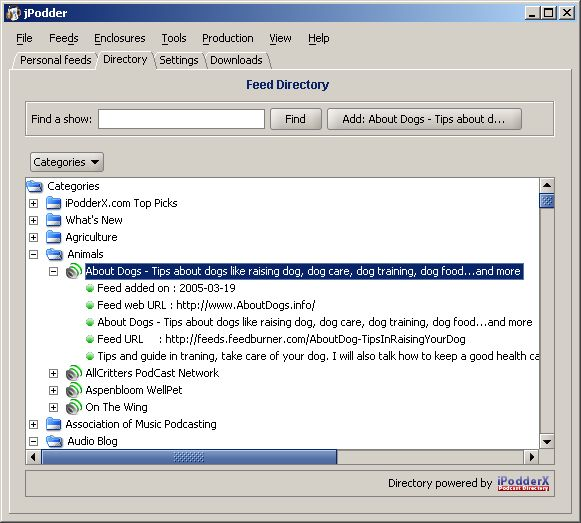 jPodder
File Feeds Enclosures Tools Production View Help
Personal feeds Directory Settings Downloads
Feed Directory
Find a show: Find Add: About Dogs - Tips about d...
Categories
Categories
iPodderX.com Top Picks
What's New
Agriculture
Animals
About Dogs - Tips about dogs like raising dog, dog care, dog training, dog food...and more
Feed added on : 2005-03-19
Feed web URL : http://www.AboutDogs.info/
About Dogs - Tips about dogs like raising dog, dog care, dog training, dog food...and more
Feed URL : http://feeds.feedburner.com/AboutDog-TipsInRaisingYourDog
Tips and guide in traning, take care of your dog. I will also talk how to keep a good health ca
AllCritters PodCast Network
Aspenbloom WellPet
On The Wing
Association of Music Podcasting
Audio Blog
Directory powered by iPodderX
Podcast Directory